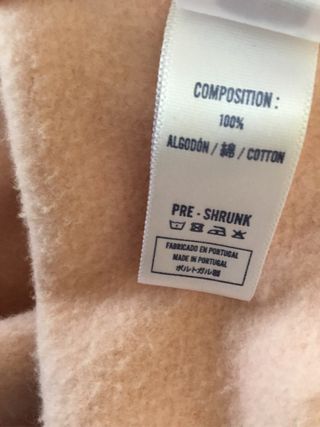 COMPOSITION :
100%
ALGODÓN / 綿 / COTTON
PRE - SHRUNK
FABRICADO EN PORTUGAL
MADE IN PORTUGAL
ポルトガル製